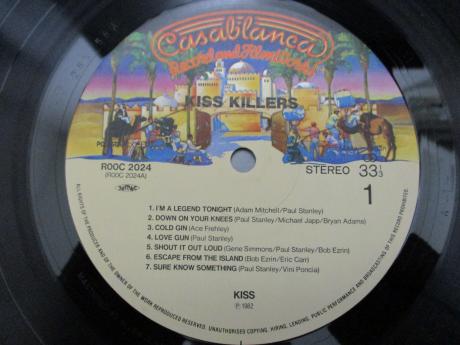 Casablanca
Record and FilmWorks
KISS KILLERS
R00C 2024
(R00C 2024A)
STEREO 33⅓
1
1. I'M A LEGEND TONIGHT (Adam Mitchell/Paul Stanley)
2. DOWN ON YOUR KNEES (Paul Stanley/Michael Japp/Bryan Adams)
3. COLD GIN (Ace Frehley)
4. LOVE GUN (Paul Stanley)
5. SHOUT IT OUT LOUD (Gene Simmons/Paul Stanley/Bob Ezrin)
6. ESCAPE FROM THE ISLAND (Bob Ezrin/Eric Carr)
7. SURE KNOW SOMETHING (Paul Stanley/Vini Poncia)
KISS
℗ 1982
ALL RIGHTS OF THE PRODUCER AND OF THE OWNER OF THE WORK REPRODUCED RESERVED. UNAUTHORISED COPYING, HIRING, LENDING, PUBLIC PERFORMANCE AND BROADCASTING OF THIS RECORD PROHIBITED.